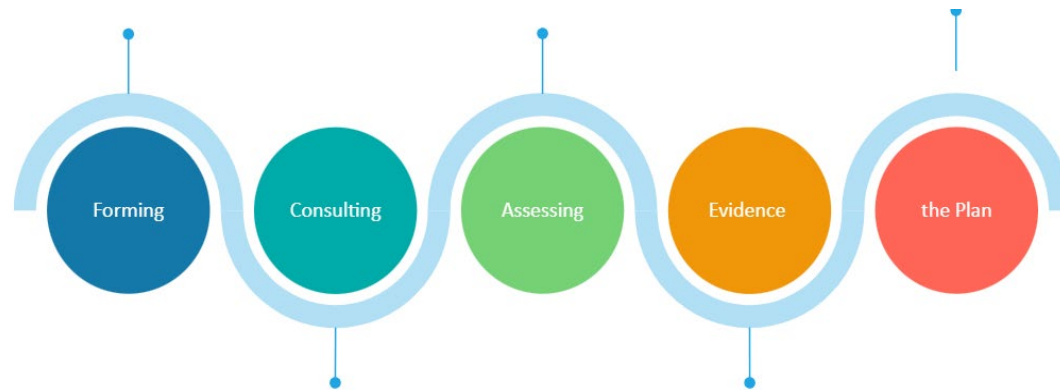 Forming
Consulting
Assessing
Evidence
the Plan